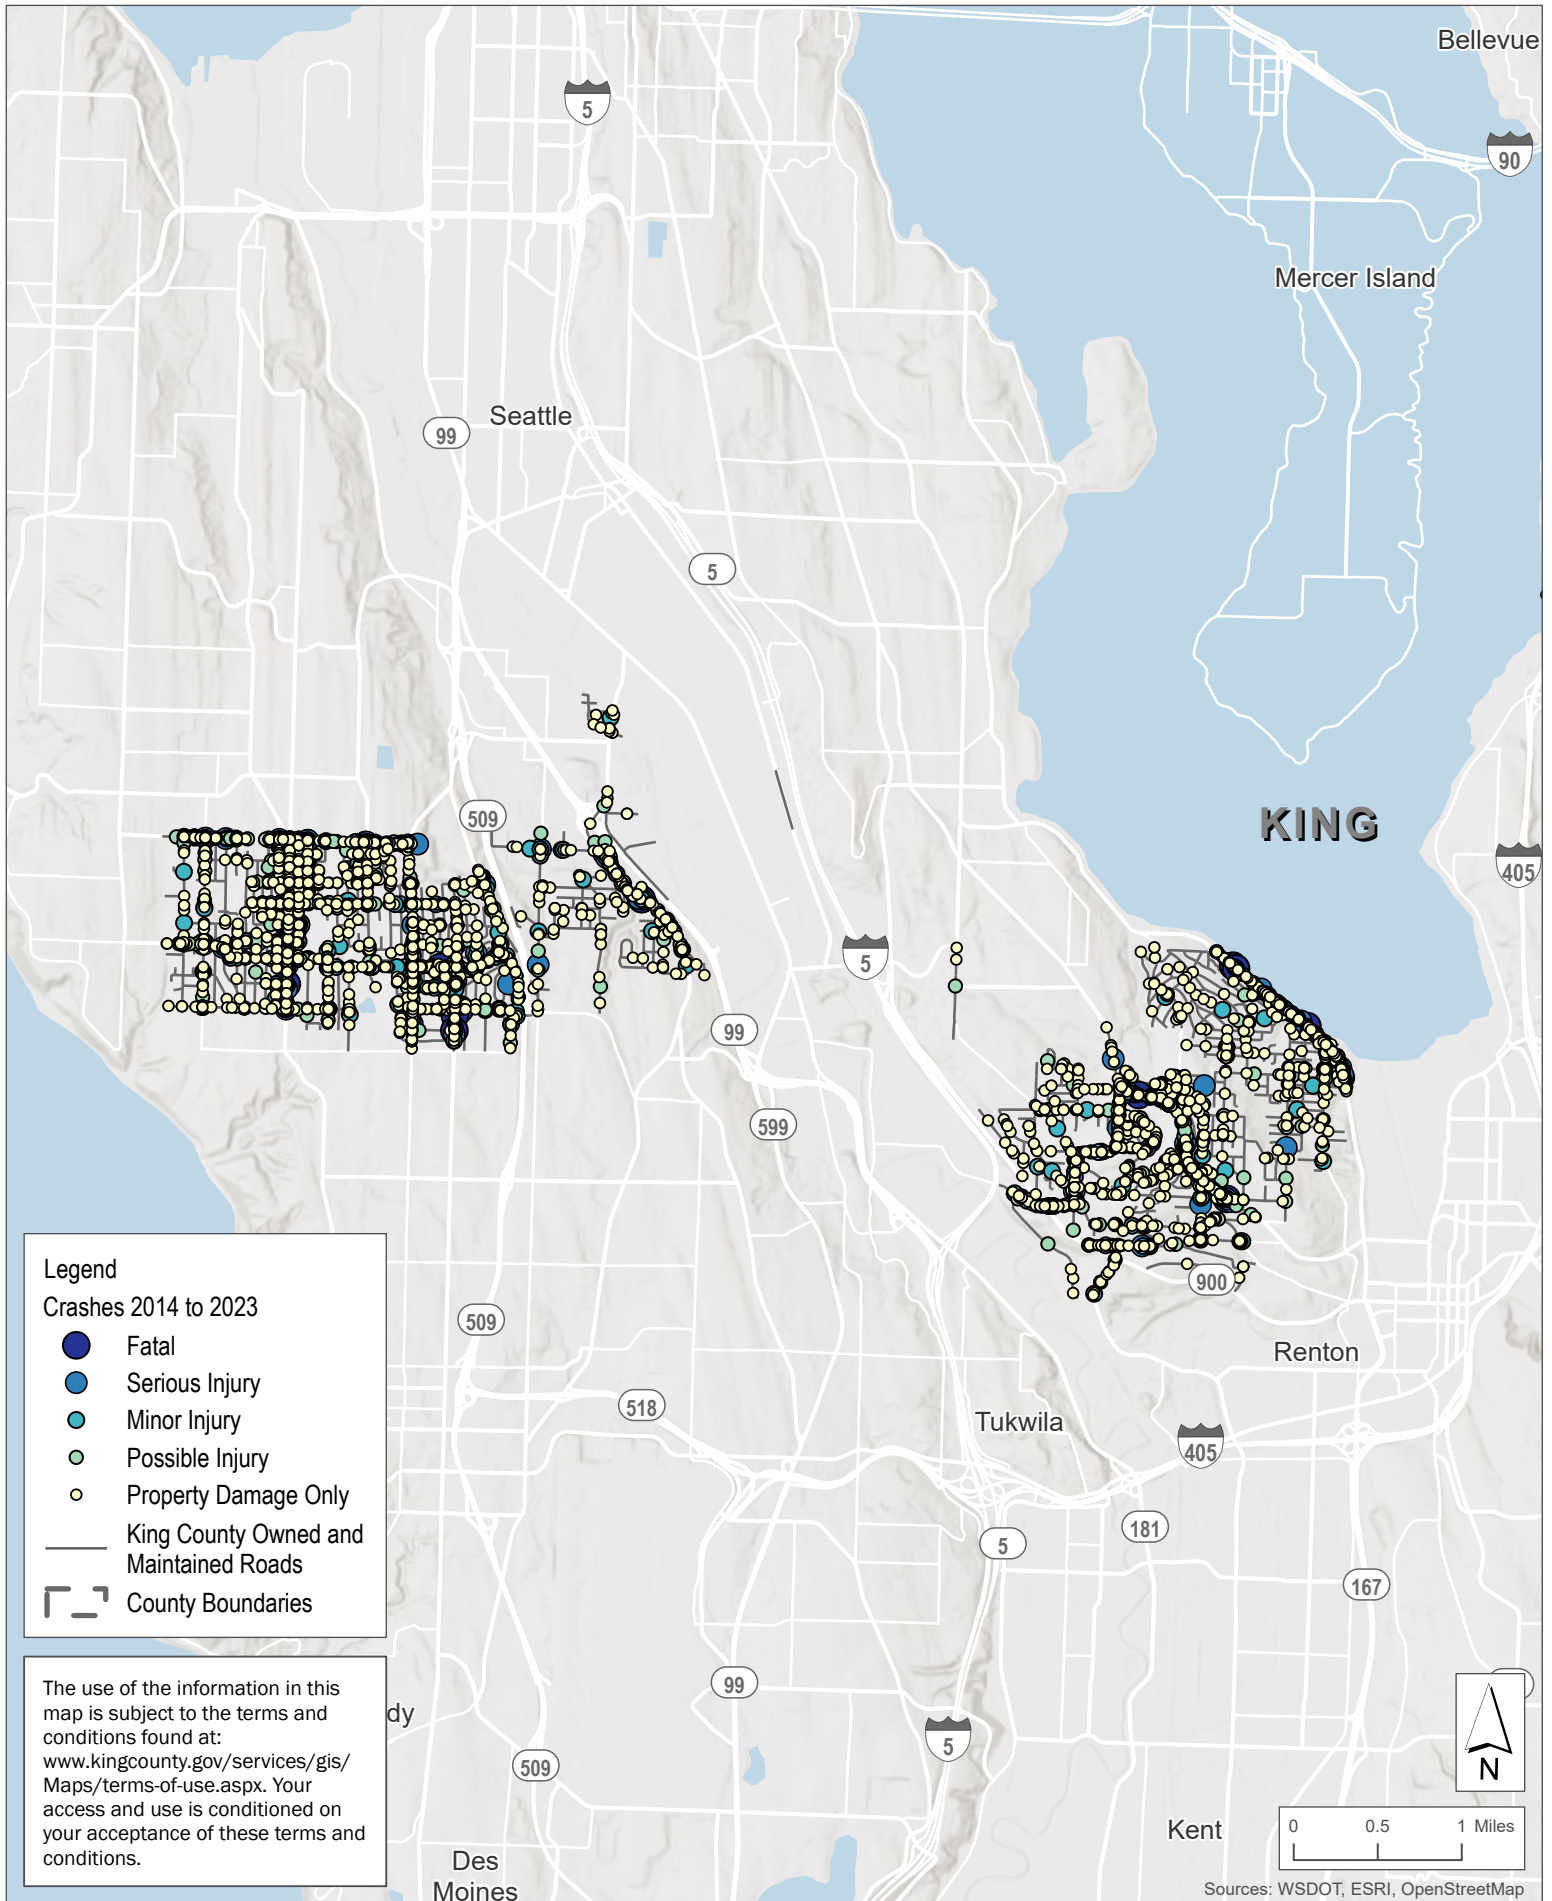 Bellevue
5
90
Mercer Island
Seattle
99
5
KING
509
405
5
99
599
900
Renton
509
518
Tukwila
405
181
5
167
99
5
509
Kent
Des
Moines
dy
Legend
Crashes 2014 to 2023
Fatal
Serious Injury
Minor Injury
Possible Injury
Property Damage Only
King County Owned and
Maintained Roads
County Boundaries
The use of the information in this
map is subject to the terms and
conditions found at:
www.kingcounty.gov/services/gis/
Maps/terms-of-use.aspx. Your
access and use is conditioned on
your acceptance of these terms and
conditions.
N
0 0.5 1 Miles
Sources: WSDOT, ESRI, OpenStreetMap